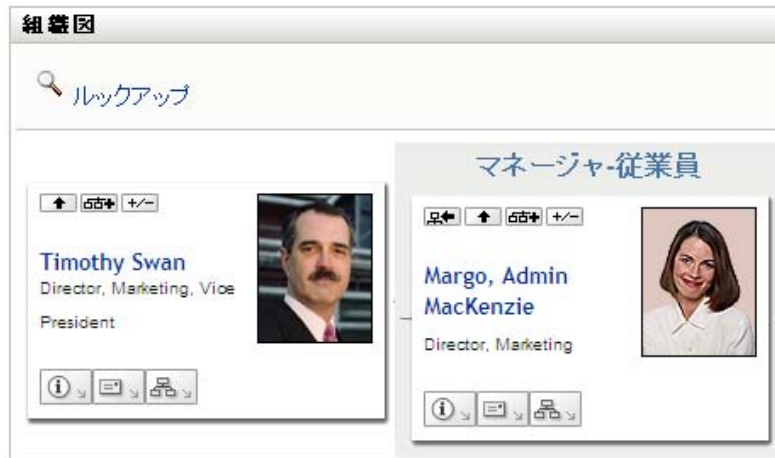 組織図
ルックアップ
マネージャ-従業員
+/-
Timothy Swan
Director, Marketing, Vice
President
+/-
Margo, Admin
MacKenzie
Director, Marketing